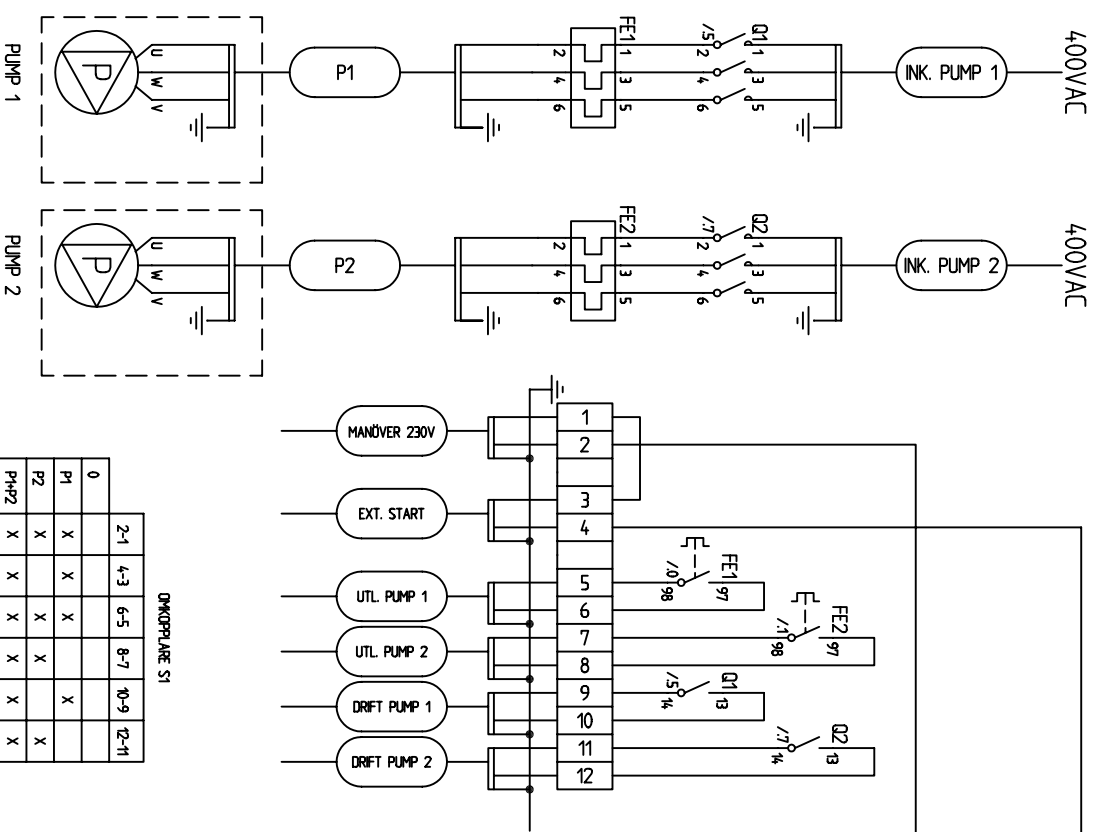 400VAC
INK. PUMP 1
Q1
/.5
1 3 5
2 4 6
FE1
1 3 5
2 4 6
P1
U W V
P
PUMP 1
400VAC
INK. PUMP 2
Q2
/.7
1 3 5
2 4 6
FE2
1 3 5
2 4 6
P2
U W V
P
PUMP 2
MANÖVER 230V
EXT. START
UTL. PUMP 1
UTL. PUMP 2
DRIFT PUMP 1
DRIFT PUMP 2
1
2
3
4
5
6
7
8
9
10
11
12
FE1
97
/.0
98
FE2
97
/.1
98
Q1
13
/.5
14
Q2
13
/.7
14
OMKOPPLARE S1
2-1 4-3 6-5 8-7 10-9 12-11
0
P1 X X X X
P2 X X X X
P1+P2 X X X X X X